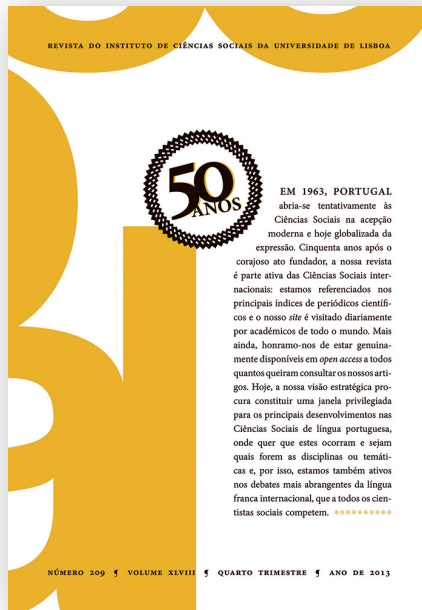 REVISTA DO INSTITUTO DE CIÊNCIAS SOCIAIS DA UNIVERSIDADE DE LISBOA
50
ANOS
EM 1963, PORTUGAL
abria-se tentativamente às
Ciências Sociais na acepção
moderna e hoje globalizada da
expressão. Cinquenta anos após o
corajoso ato fundador, a nossa revista
é parte ativa das Ciências Sociais inter-
nacionais: estamos referenciados nos
principais índices de periódicos científi-
cos e o nosso site é visitado diariamente
por académicos de todo o mundo. Mais
ainda, honramo-nos de estar genuina-
mente disponíveis em open access a todos
quantos queiram consultar os nossos arti-
gos. Hoje, a nossa visão estratégica pro-
cura constituir uma janela privilegiada
para os principais desenvolvimentos nas
Ciências Sociais de língua portuguesa,
onde quer que estes ocorram e sejam
quais forem as disciplinas ou temáti-
cas e, por isso, estamos também ativos
nos debates mais abrangentes da língua
franca internacional, que a todos os cien-
tistas sociais competem.
NÚMERO 209 ¶ VOLUME XLVIII ¶ QUARTO TRIMESTRE ¶ ANO DE 2013